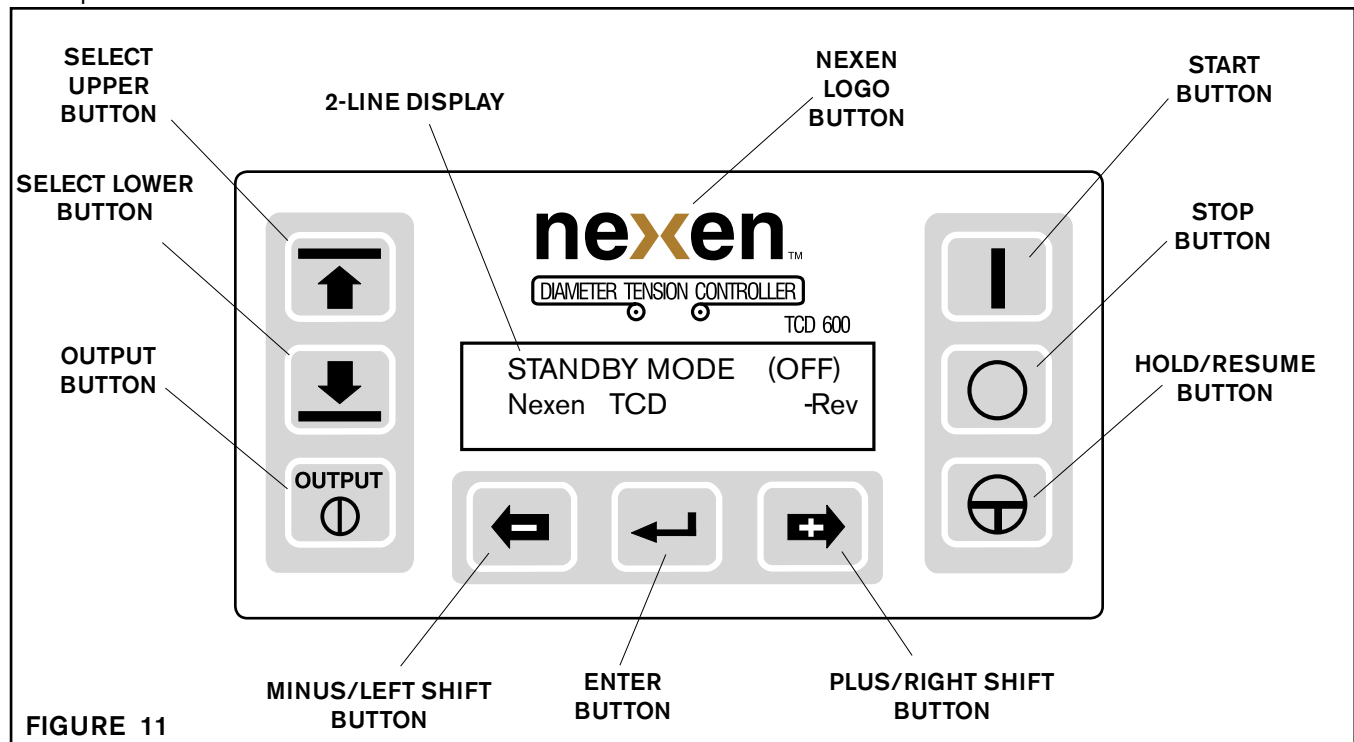 SELECT
UPPER
BUTTON
2-LINE DISPLAY
NEXEN
LOGO
BUTTON
START
BUTTON
SELECT LOWER
BUTTON
STOP
BUTTON
OUTPUT
BUTTON
HOLD/RESUME
BUTTON
nexen™
DIAMETER TENSION CONTROLLER
TCD 600
STANDBY MODE (OFF)
Nexen TCD -Rev
OUTPUT
MINUS/LEFT SHIFT
BUTTON
ENTER
BUTTON
PLUS/RIGHT SHIFT
BUTTON
FIGURE 11